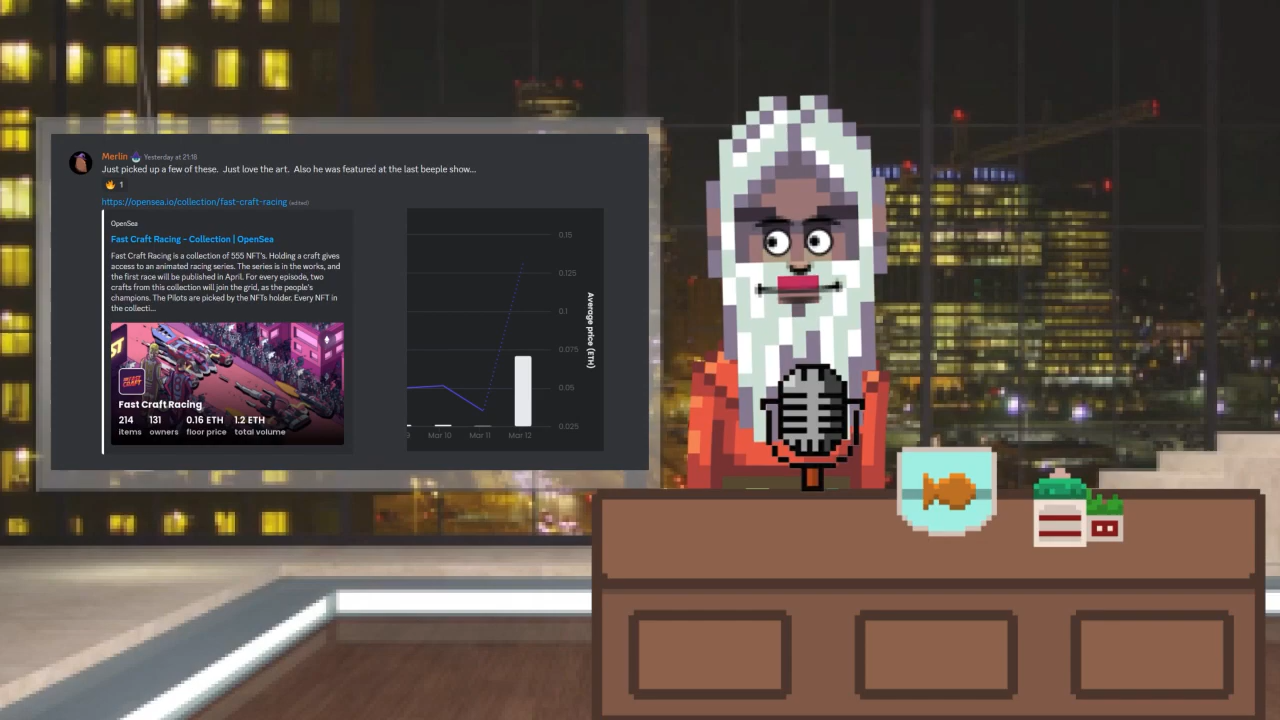 Merlin Yesterday at 21:16
Just picked up a few of these. Just love the art. Also he was featured at the last beeple show...
1
https://opensea.io/collection/fast-craft-racing (edited)
OpenSea
Fast Craft Racing - Collection | OpenSea
Fast Craft Racing is a collection of 555 NFT's. Holding a craft gives
access to an animated racing series. The series is in the works, and
the first race will be published in April. For every episode, two
crafts from this collection will join the grid, as the people's
champions. The Pilots are picked by the NFTs holder. Every NFT in
the collecti...
Fast Craft Racing
214 131 0.16 ETH 1.2 ETH
items owners floor price total volume
0.15
0.125
0.1
0.075
0.05
0.025
Average price (ETH)
9 Mar 10 Mar 11 Mar 12